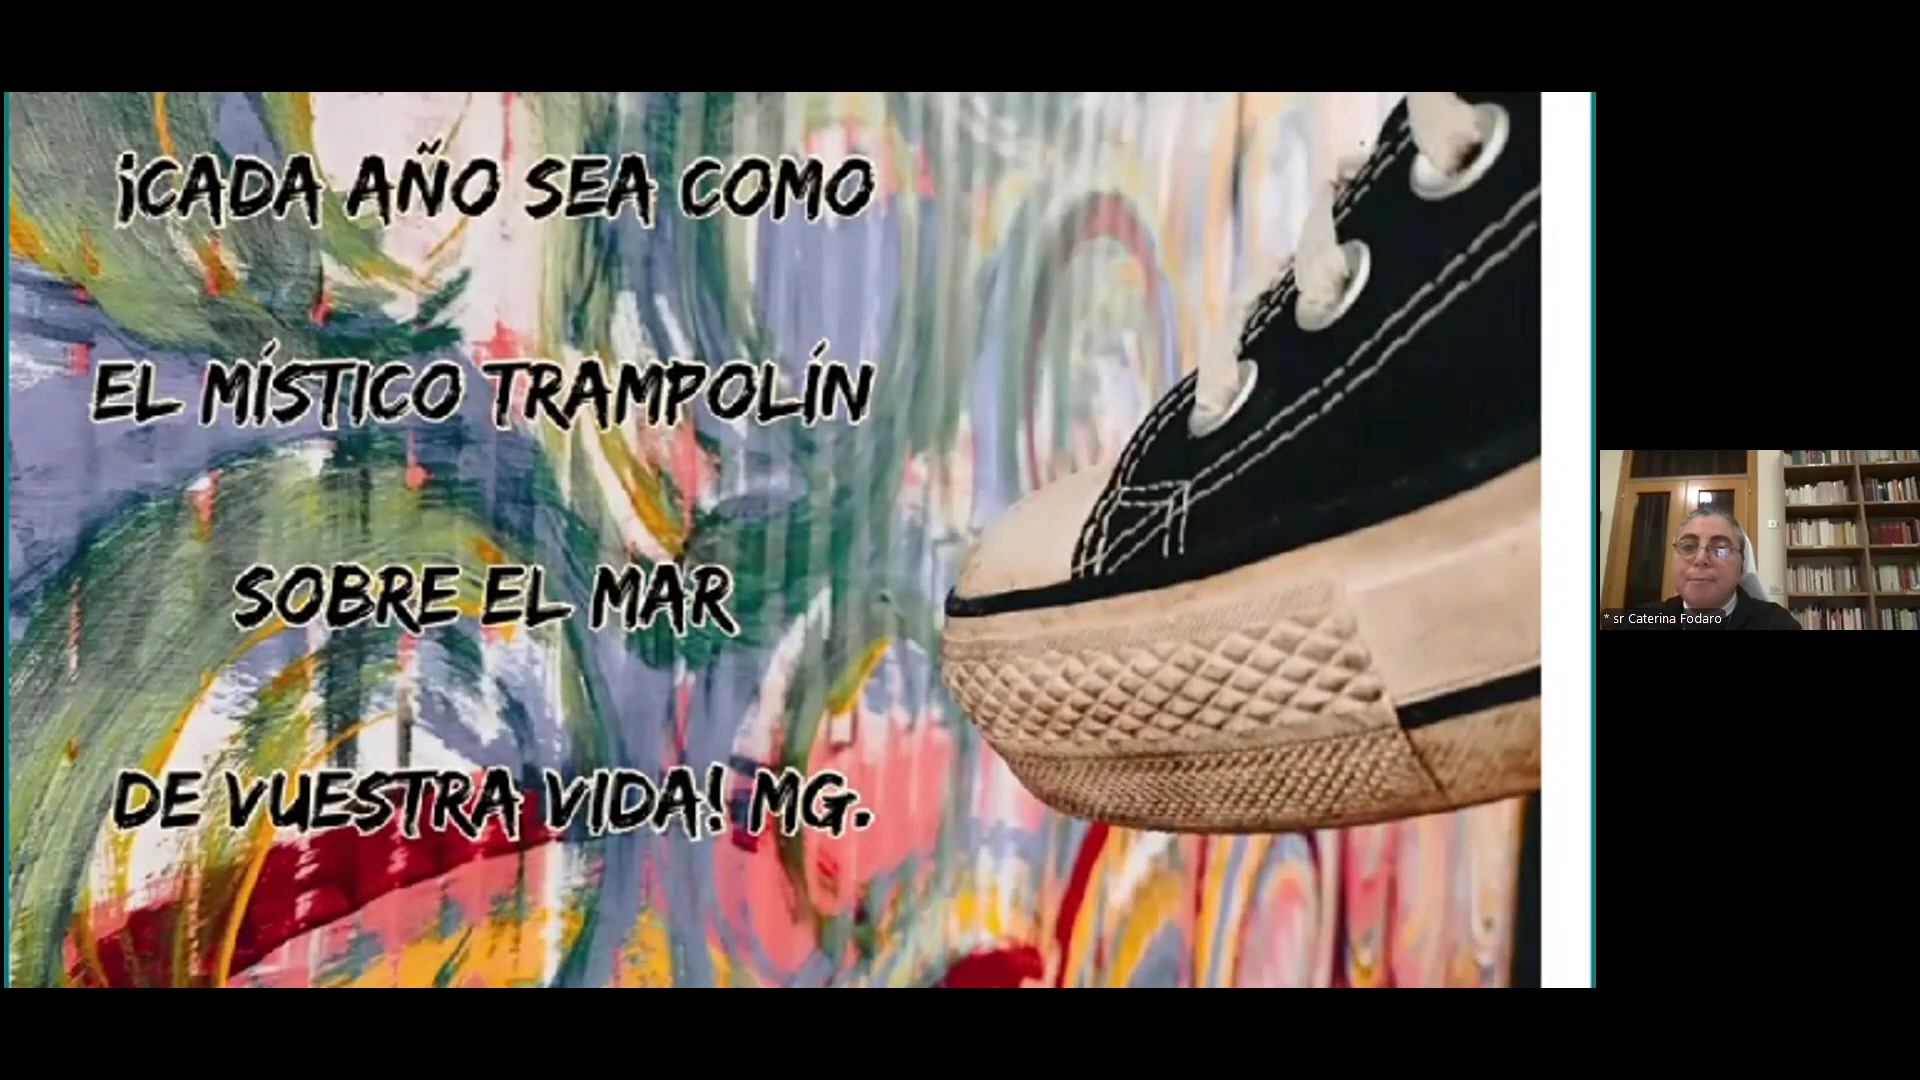 ¡CADA AÑO SEA COMO
EL MÍSTICO TRAMPOLÍN
SOBRE EL MAR
DE VUESTRA VIDA! MG.
* sr Caterina Fodaro